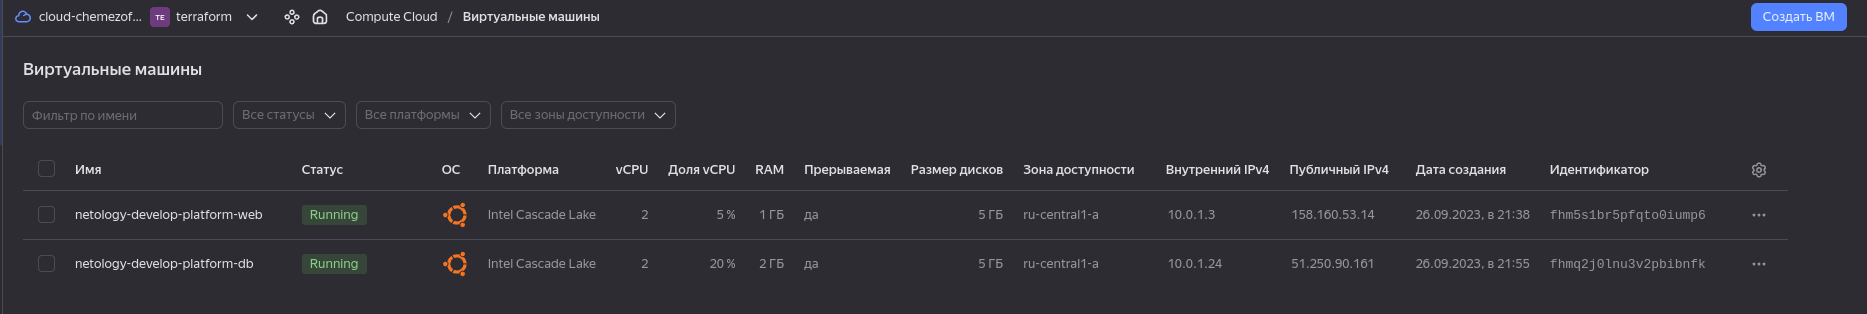 cloud-chemezof... TE terraform Compute Cloud / Виртуальные машины Создать ВМ
Виртуальные машины
Фильтр по имени Все статусы Все платформы Все зоны доступности
Имя Статус ОС Платформа vCPU Доля vCPU RAM Прерываемая Размер дисков Зона доступности Внутренний IPv4 Публичный IPv4 Дата создания Идентификатор
netology-develop-platform-web Running Intel Cascade Lake 2 5 % 1 ГБ да 5 ГБ ru-central1-a 10.0.1.3 158.160.53.14 26.09.2023, в 21:38 fhm5s1br5pfqto0iump6
netology-develop-platform-db Running Intel Cascade Lake 2 20 % 2 ГБ да 5 ГБ ru-central1-a 10.0.1.24 51.250.90.161 26.09.2023, в 21:55 fhmq2j0lnu3v2pbibnfk